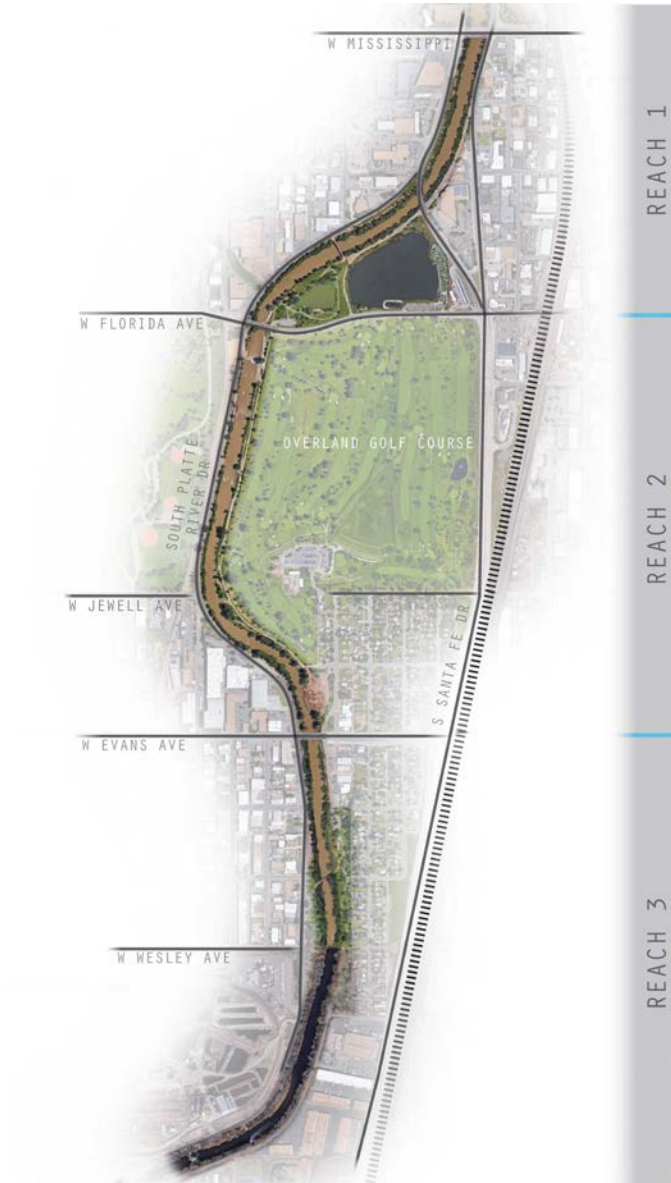 W MISSISSIPPI
REACH 1
W FLORIDA AVE
OVERLAND GOLF COURSE
SOUTH PLATTE
RIVER DR
REACH 2
W JEWELL AVE
S SANTA FE DR
W EVANS AVE
REACH 3
W WESLEY AVE